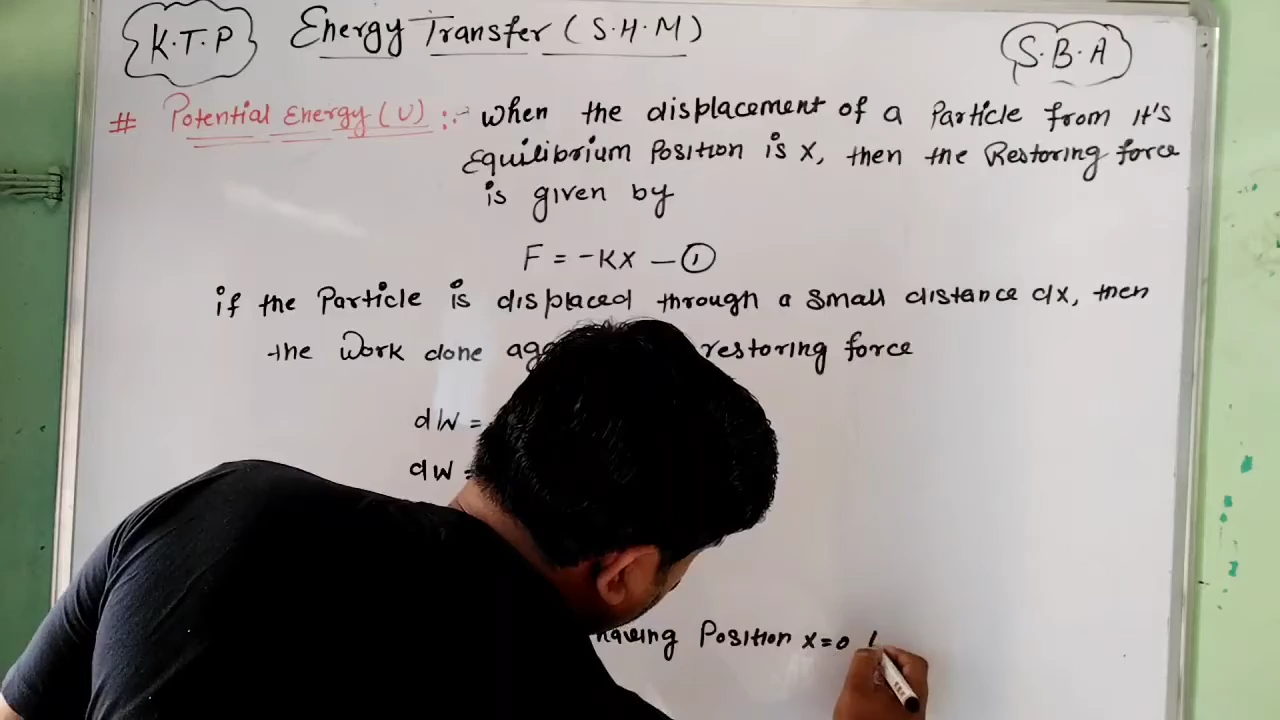 K.T.P Energy Transfer (S.H.M) S.B.A
# Potential Energy (U) :- when the displacement of a Particle from it's
Equilibrium Position is x, then the Restoring force
is given by
F = -Kx — ①
if the Particle is displaced through a small distance dx, then
the work done restoring force
dW =
dW =
having Position x=0